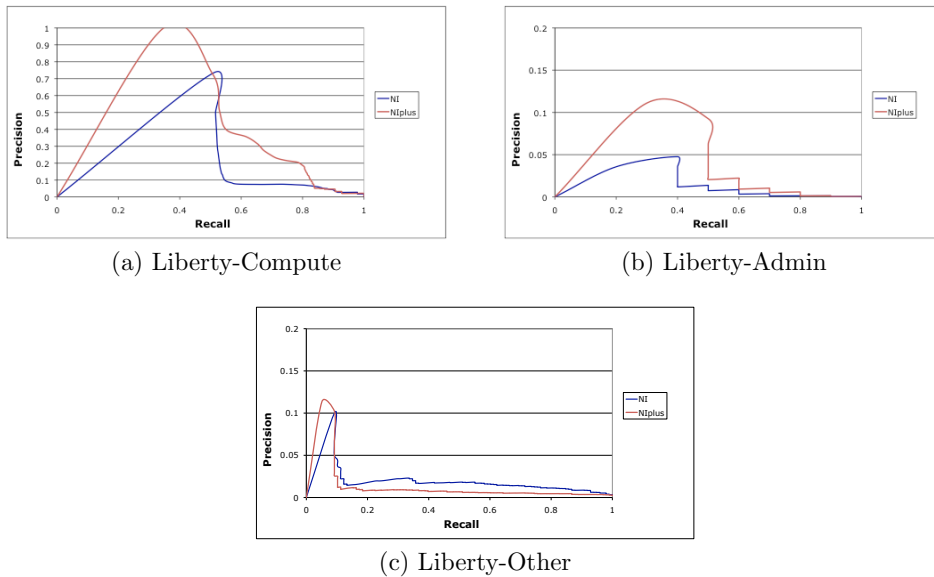 1
0.9
0.8
0.7
0.6
0.5
0.4
0.3
0.2
0.1
0
Precision
0 0.2 0.4 0.6 0.8 1
Recall
NI
NIplus
(a) Liberty-Compute
0.2
0.15
0.1
0.05
0
Precision
0 0.2 0.4 0.6 0.8 1
Recall
NI
NIplus
(b) Liberty-Admin
0.2
0.15
0.1
0.05
0
Precision
0 0.2 0.4 0.6 0.8 1
Recall
NI
NIplus
(c) Liberty-Other